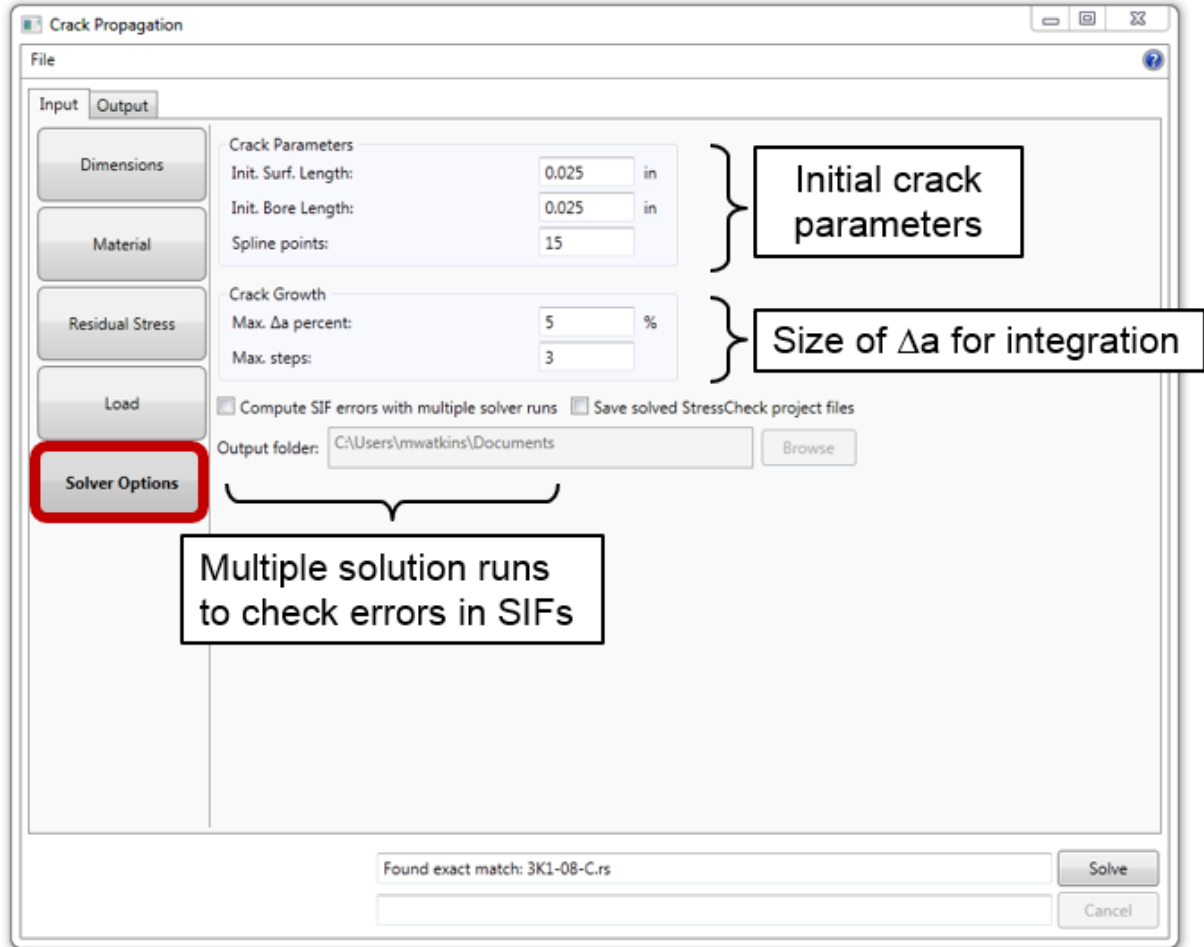 Crack Propagation
File
Input Output
Dimensions
Material
Residual Stress
Load
Solver Options
Crack Parameters
Init. Surf. Length: 0.025 in
Init. Bore Length: 0.025 in
Spline points: 15
Initial crack
parameters
Crack Growth
Max. Δa percent: 5 %
Max. steps: 3
Size of Δa for integration
Compute SIF errors with multiple solver runs Save solved StressCheck project files
Output folder: C:\Users\mwatkins\Documents Browse
Multiple solution runs
to check errors in SIFs
Found exact match: 3K1-08-C.rs Solve
Cancel